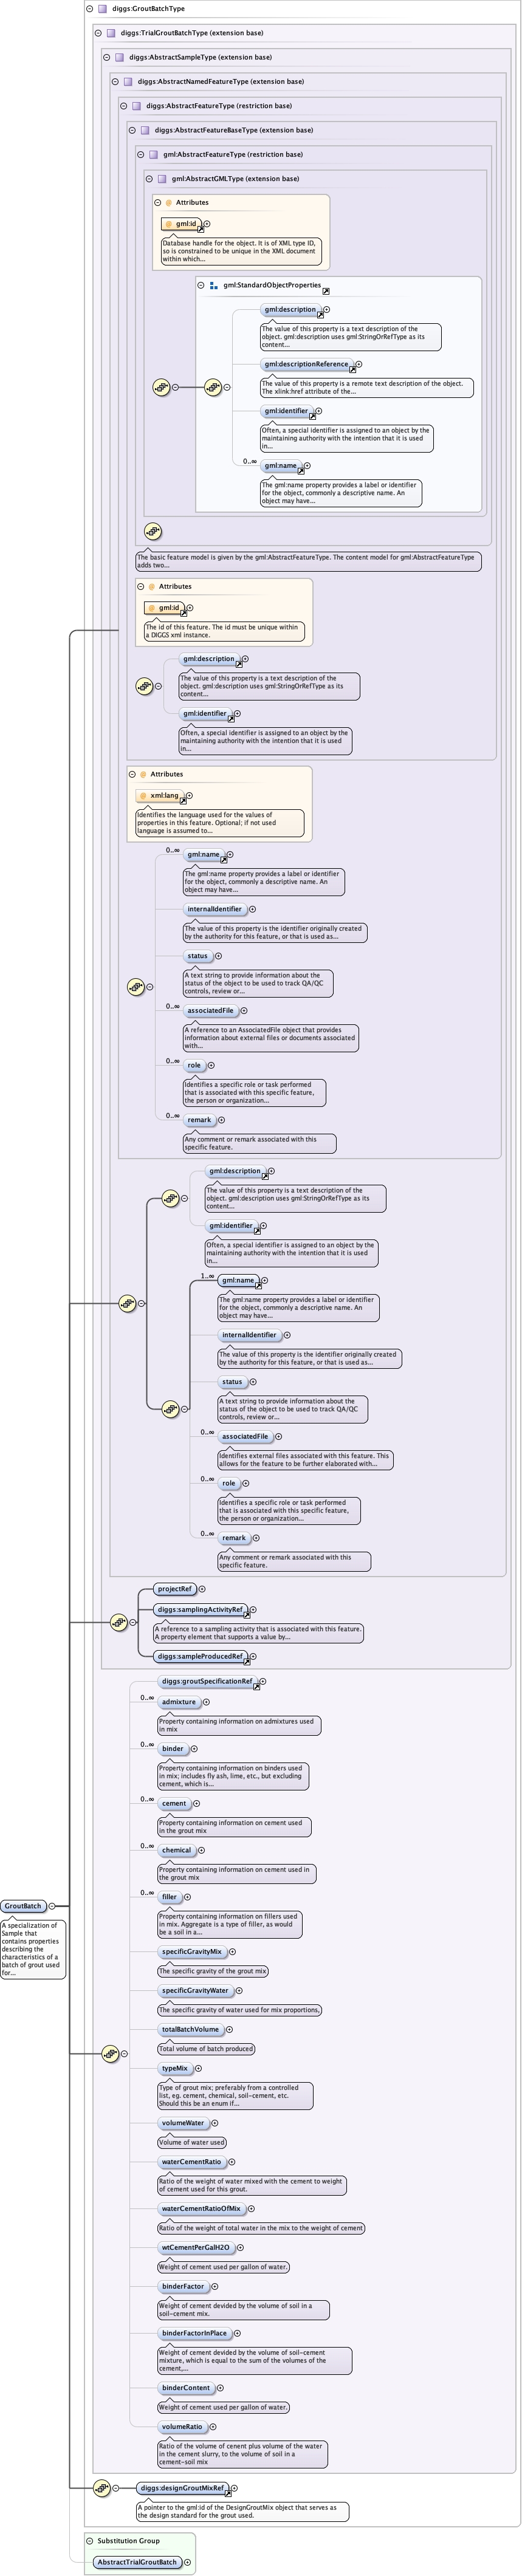 diggs:GroutBatchType
diggs:TrialGroutBatchType (extension base)
diggs:AbstractSampleType (extension base)
diggs:AbstractNamedFeatureType (extension base)
diggs:AbstractFeatureType (restriction base)
diggs:AbstractFeatureBaseType (extension base)
gml:AbstractFeatureType (restriction base)
gml:AbstractGMLType (extension base)
Attributes
gml:id
Database handle for the object. It is of XML type ID,
so is constrained to be unique in the XML document
within which...
gml:StandardObjectProperties
gml:description
The value of this property is a text description of the
object. gml:description uses gml:StringOrRefType as its
content...
gml:descriptionReference
The value of this property is a remote text description of the object.
The xlink:href attribute of the...
gml:identifier
Often, a special identifier is assigned to an object by the
maintaining authority with the intention that it is used
in...
0..∞
gml:name
The gml:name property provides a label or identifier
for the object, commonly a descriptive name. An
object may have...
The basic feature model is given by the gml:AbstractFeatureType. The content model for gml:AbstractFeatureType
adds two...
Attributes
gml:id
The id of this feature. The id must be unique within
a DIGGS xml instance.
gml:description
The value of this property is a text description of the
object. gml:description uses gml:StringOrRefType as its
content...
gml:identifier
Often, a special identifier is assigned to an object by the
maintaining authority with the intention that it is used
in...
Attributes
xml:lang
Identifies the language used for the values of
properties in this feature. Optional; if not used
language is assumed to...
0..∞
gml:name
The gml:name property provides a label or identifier
for the object, commonly a descriptive name. An
object may have...
internalIdentifier
The value of this property is the identifier originally created
by the authority for this feature, or that is used as...
status
A text string to provide information about the
status of the object to be used to track QA/QC
controls, review or...
0..∞
associatedFile
A reference to an AssociatedFile object that provides
information about external files or documents associated
with...
0..∞
role
Identifies a specific role or task performed
that is associated with this specific feature,
the person or organization...
0..∞
remark
Any comment or remark associated with this
specific feature.
gml:description
The value of this property is a text description of the
object. gml:description uses gml:StringOrRefType as its
content...
gml:identifier
Often, a special identifier is assigned to an object by the
maintaining authority with the intention that it is used
in...
1..∞
gml:name
The gml:name property provides a label or identifier
for the object, commonly a descriptive name. An
object may have...
internalIdentifier
The value of this property is the identifier originally created
by the authority for this feature, or that is used as...
status
A text string to provide information about the
status of the object to be used to track QA/QC
controls, review or...
0..∞
associatedFile
Identifies external files associated with this feature. This
allows for the feature to be further elaborated with...
0..∞
role
Identifies a specific role or task performed
that is associated with this specific feature,
the person or organization...
0..∞
remark
Any comment or remark associated with this
specific feature.
projectRef
diggs:samplingActivityRef
A reference to a sampling activity that is associated with this feature.
A property element that supports a value by...
diggs:sampleProducedRef
diggs:groutSpecificationRef
0..∞
admixture
Property containing information on admixtures used
in mix
0..∞
binder
Property containing information on binders used
in mix; includes fly ash, lime, etc., but excluding
cement, which is...
0..∞
cement
Property containing information on cement used
in the grout mix
0..∞
chemical
Property containing information on cement used in
the grout mix
0..∞
filler
Property containing information on fillers used
in mix. Aggregate is a type of filler, as would
be a soil in a...
GroutBatch
A specialization of
Sample that
contains properties
describing the
characteristics of a
batch of grout used
for...
specificGravityMix
The specific gravity of the grout mix
specificGravityWater
The specific gravity of water used for mix proportions,
totalBatchVolume
Total volume of batch produced
typeMix
Type of grout mix; preferably from a controlled
list, eg. cement, chemical, soil-cement, etc.
Should this be an enum if...
volumeWater
Volume of water used
waterCementRatio
Ratio of the weight of water mixed with the cement to weight
of cement used for this grout.
waterCementRatioOfMix
Ratio of the weight of total water in the mix to the weight of cement
wtCementPerGalH2O
Weight of cement used per gallon of water.
binderFactor
Weight of cement devided by the volume of soil in a
soil-cement mix.
binderFactorInPlace
Weight of cement devided by the volume of soil-cement
mixture, which is equal to the sum of the volumes of the
cement,...
binderContent
Weight of cement used per gallon of water.
volumeRatio
Ratio of the volume of cenent plus volume of the water
in the cement slurry, to the volume of soil in a
cement-soil mix
diggs:designGroutMixRef
A pointer to the gml:id of the DesignGroutMix object that serves as
the design standard for the grout used.
Substitution Group
AbstractTrialGroutBatch